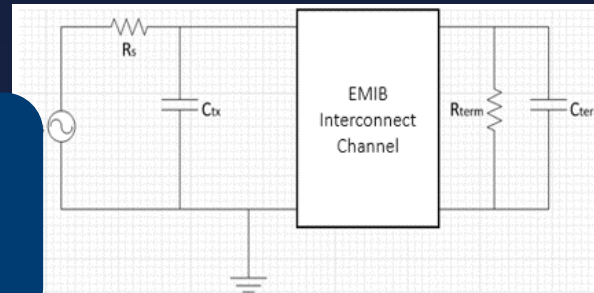 Rs
Ctx
EMIB
Interconnect
Channel
Rterm
Cter